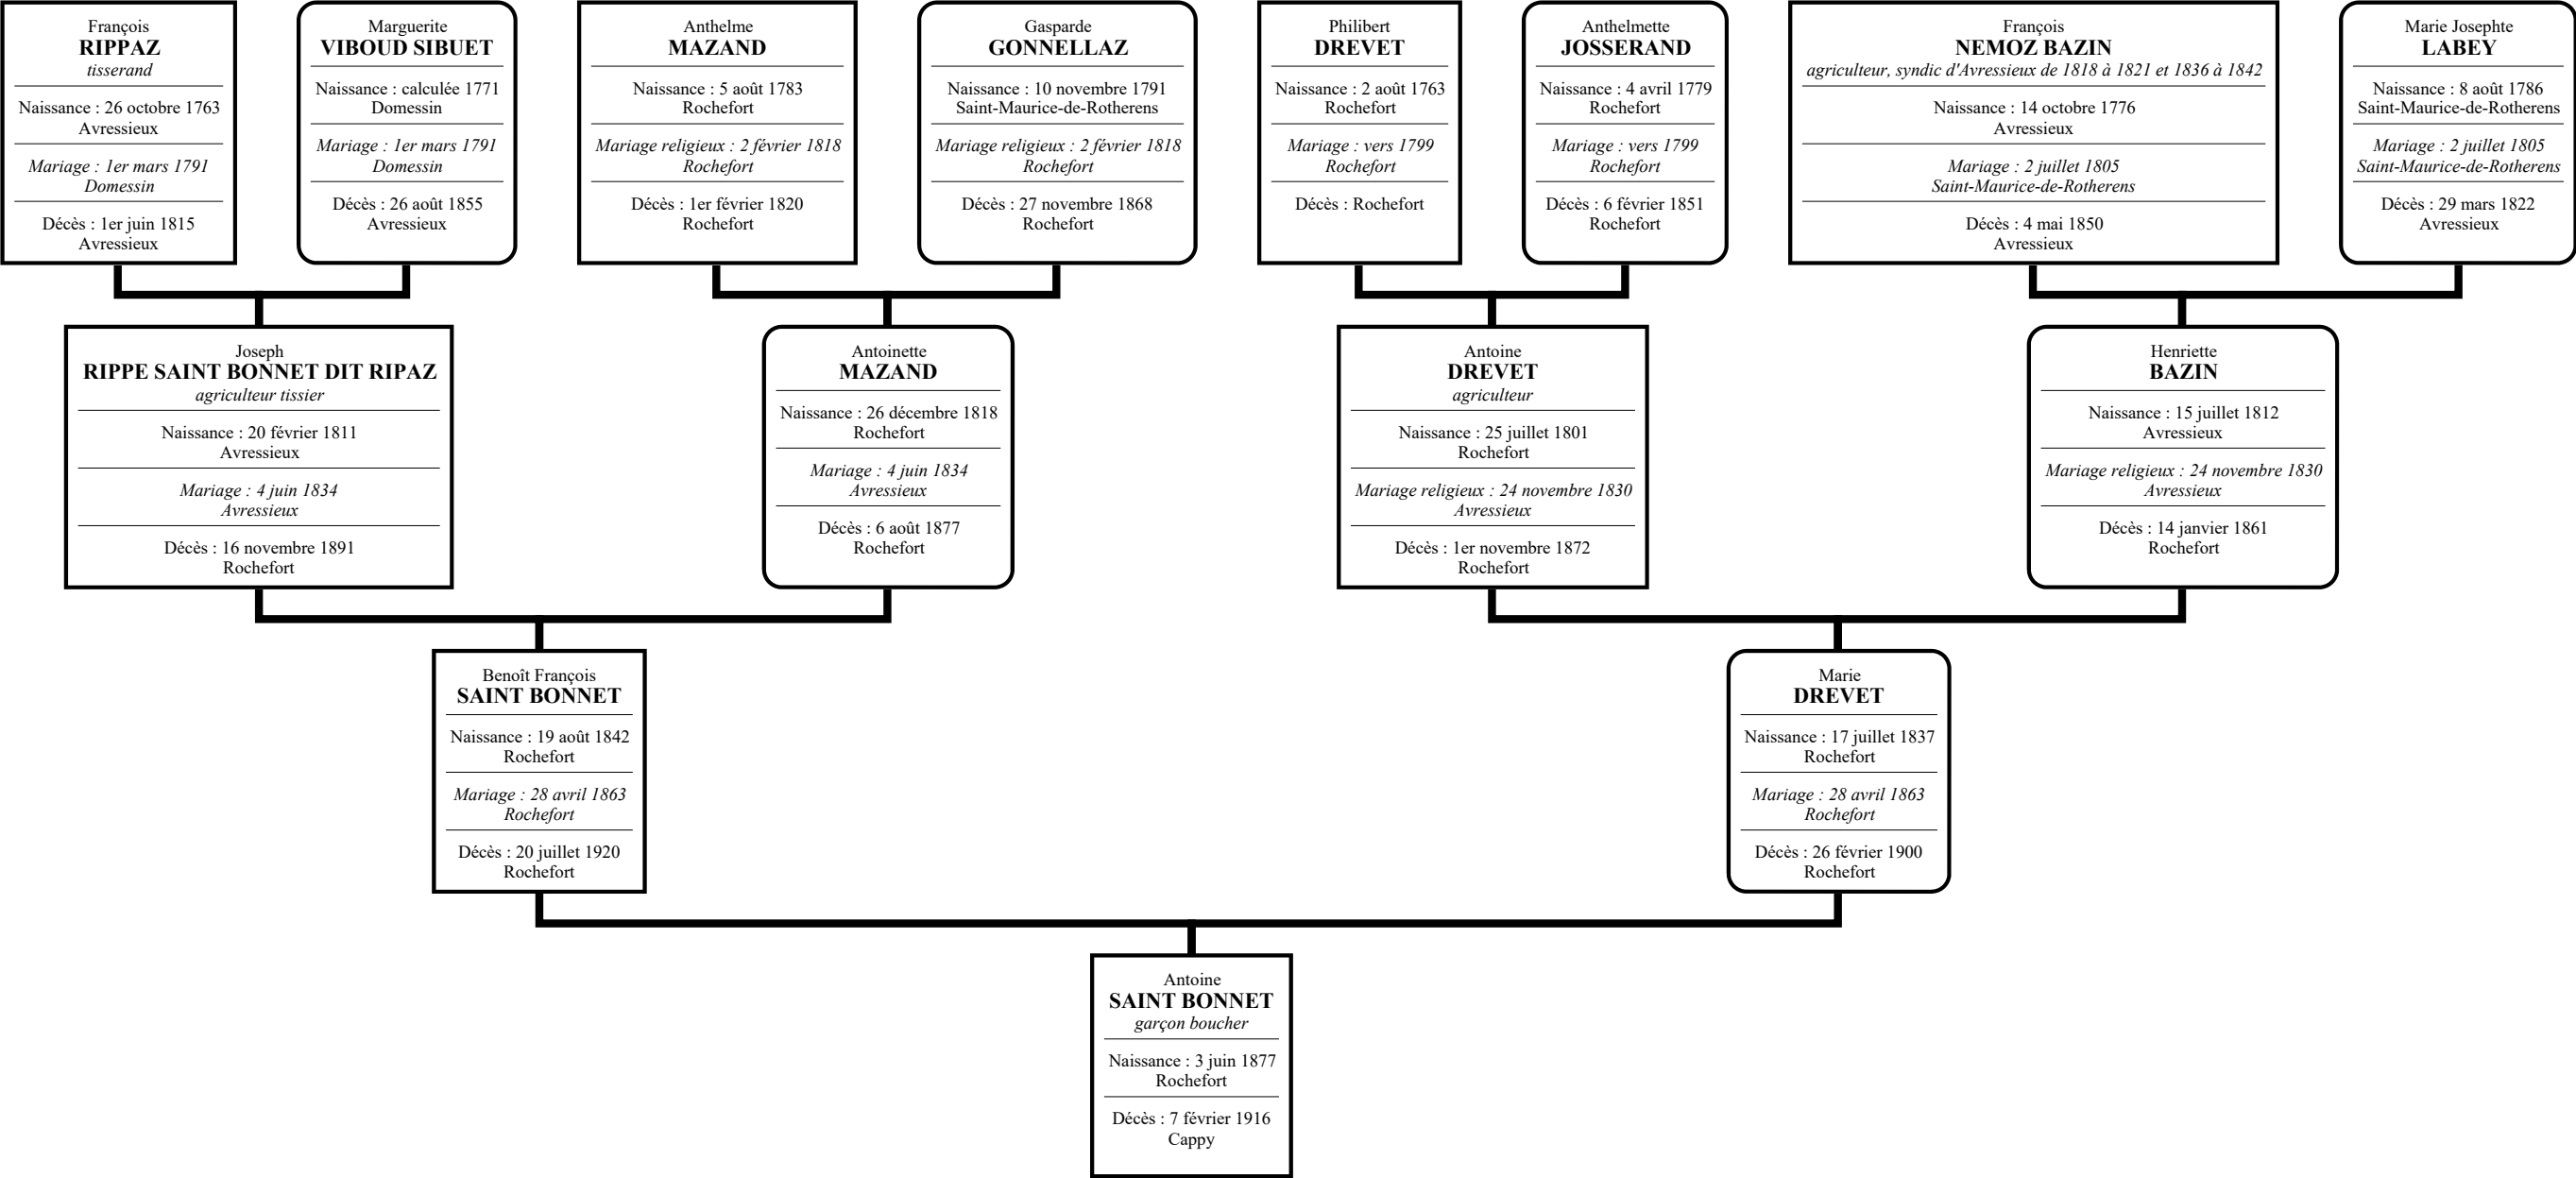 François
RIPPAZ
tisserand
Naissance : 26 octobre 1763
Avressieux
Mariage : 1er mars 1791
Domessin
Décès : 1er juin 1815
Avressieux
Marguerite
VIBOUD SIBUET
Naissance : calculée 1771
Domessin
Mariage : 1er mars 1791
Domessin
Décès : 26 août 1855
Avressieux
Anthelme
MAZAND
Naissance : 5 août 1783
Rochefort
Mariage religieux : 2 février 1818
Rochefort
Décès : 1er février 1820
Rochefort
Gasparde
GONNELLAZ
Naissance : 10 novembre 1791
Saint-Maurice-de-Rotherens
Mariage religieux : 2 février 1818
Rochefort
Décès : 27 novembre 1868
Rochefort
Philibert
DREVET
Naissance : 2 août 1763
Rochefort
Mariage : vers 1799
Rochefort
Décès : Rochefort
Anthelmette
JOSSERAND
Naissance : 4 avril 1779
Rochefort
Mariage : vers 1799
Rochefort
Décès : 6 février 1851
Rochefort
François
NEMOZ BAZIN
agriculteur, syndic d'Avressieux de 1818 à 1821 et 1836 à 1842
Naissance : 14 octobre 1776
Avressieux
Mariage : 2 juillet 1805
Saint-Maurice-de-Rotherens
Décès : 4 mai 1850
Avressieux
Marie Josephte
LABEY
Naissance : 8 août 1786
Saint-Maurice-de-Rotherens
Mariage : 2 juillet 1805
Saint-Maurice-de-Rotherens
Décès : 29 mars 1822
Avressieux
Joseph
RIPPE SAINT BONNET DIT RIPAZ
agriculteur tissier
Naissance : 20 février 1811
Avressieux
Mariage : 4 juin 1834
Avressieux
Décès : 16 novembre 1891
Rochefort
Antoinette
MAZAND
Naissance : 26 décembre 1818
Rochefort
Mariage : 4 juin 1834
Avressieux
Décès : 6 août 1877
Rochefort
Antoine
DREVET
agriculteur
Naissance : 25 juillet 1801
Rochefort
Mariage religieux : 24 novembre 1830
Avressieux
Décès : 1er novembre 1872
Rochefort
Henriette
BAZIN
Naissance : 15 juillet 1812
Avressieux
Mariage religieux : 24 novembre 1830
Avressieux
Décès : 14 janvier 1861
Rochefort
Benoît François
SAINT BONNET
Naissance : 19 août 1842
Rochefort
Mariage : 28 avril 1863
Rochefort
Décès : 20 juillet 1920
Rochefort
Marie
DREVET
Naissance : 17 juillet 1837
Rochefort
Mariage : 28 avril 1863
Rochefort
Décès : 26 février 1900
Rochefort
Antoine
SAINT BONNET
garçon boucher
Naissance : 3 juin 1877
Rochefort
Décès : 7 février 1916
Cappy